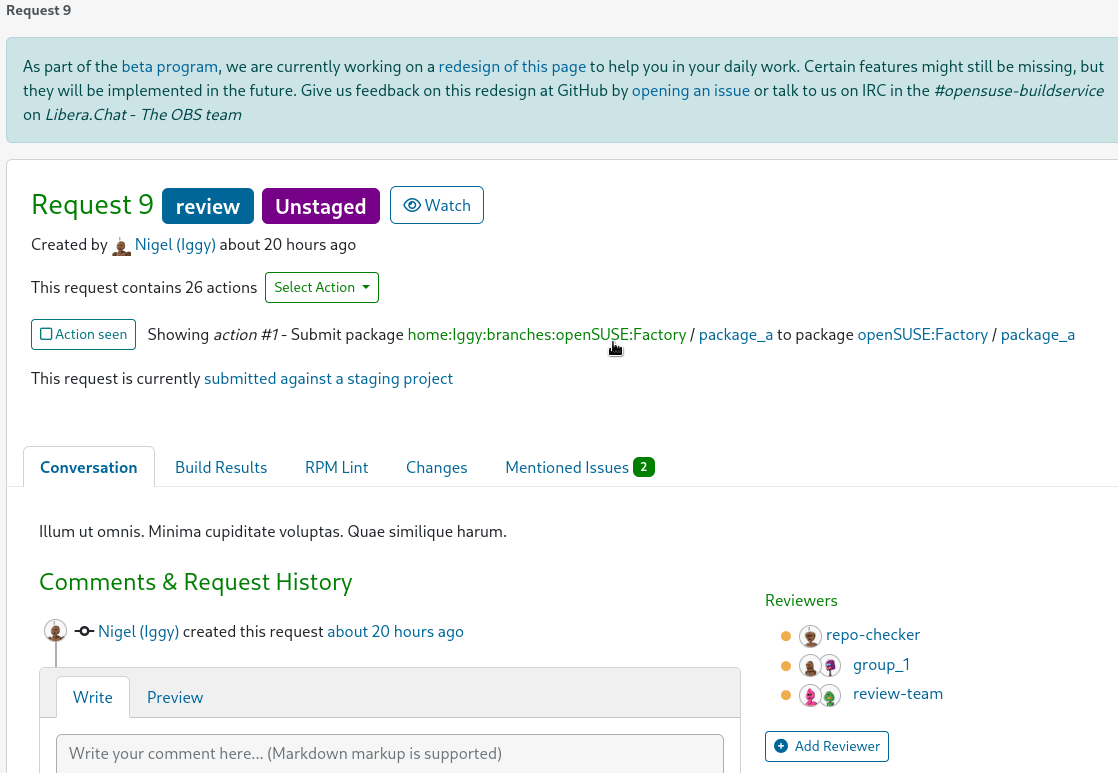 Request 9
As part of the beta program, we are currently working on a redesign of this page to help you in your daily work. Certain features might still be missing, but
they will be implemented in the future. Give us feedback on this redesign at GitHub by opening an issue or talk to us on IRC in the #opensuse-buildservice
on Libera.Chat - The OBS team
Request 9 review Unstaged Watch
Created by Nigel (Iggy) about 20 hours ago
This request contains 26 actions Select Action
Action seen Showing action #1 - Submit package home:Iggy:branches:openSUSE:Factory / package_a to package openSUSE:Factory / package_a
This request is currently submitted against a staging project
Conversation Build Results RPM Lint Changes Mentioned Issues 2
Illum ut omnis. Minima cupiditate voluptas. Quae similique harum.
Comments & Request History
Nigel (Iggy) created this request about 20 hours ago
Write Preview
Write your comment here... (Markdown markup is supported)
Reviewers
repo-checker
group_1
review-team
Add Reviewer